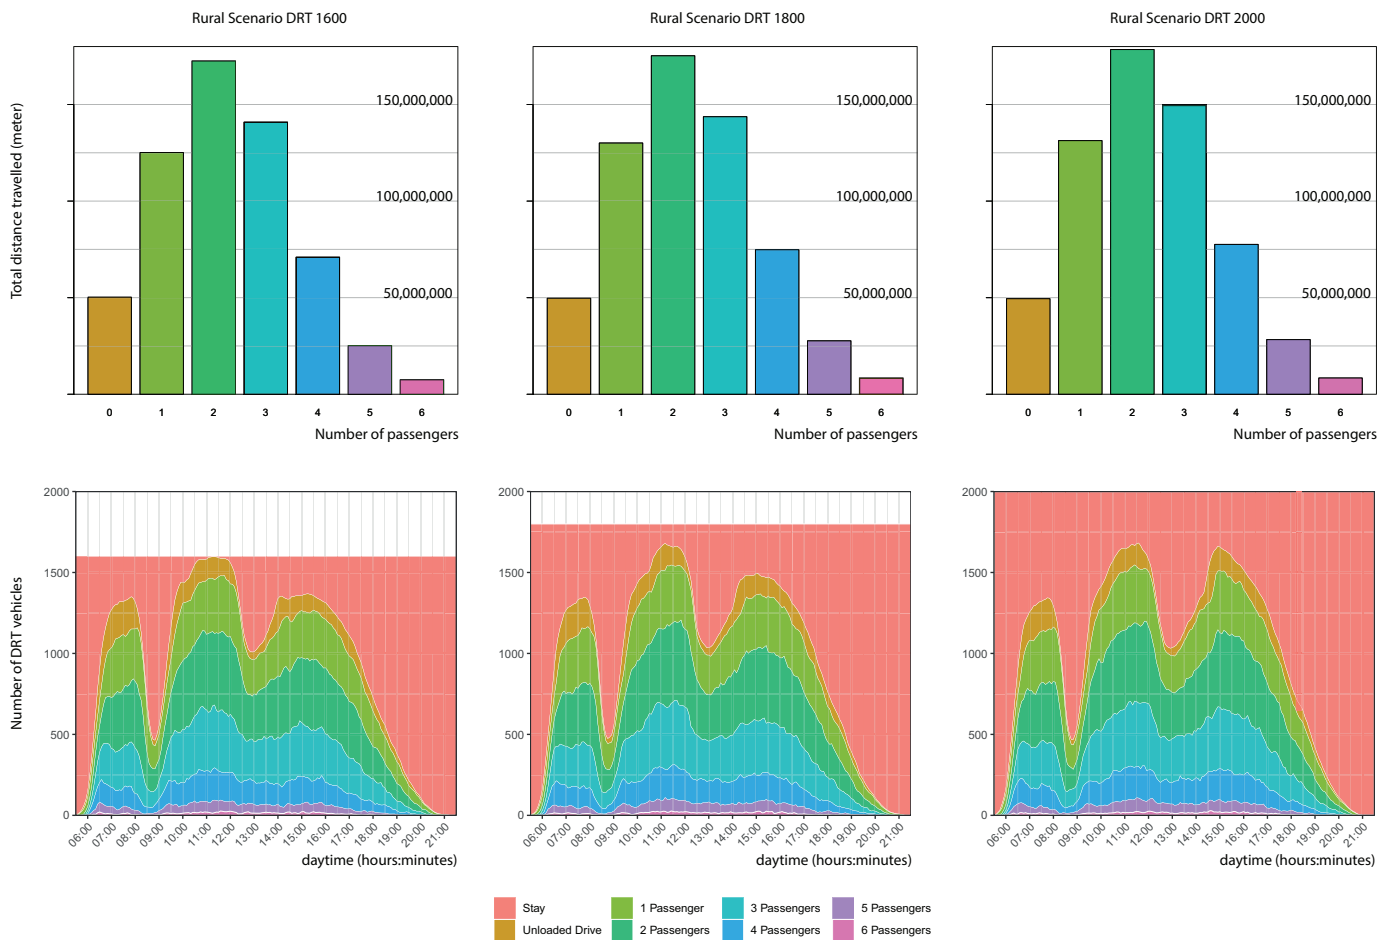 Rural Scenario DRT 1600
Rural Scenario DRT 1800
Rural Scenario DRT 2000
Total distance travelled (meter)
150,000,000
100,000,000
50,000,000
0 1 2 3 4 5 6
Number of passengers
150,000,000
100,000,000
50,000,000
0 1 2 3 4 5 6
Number of passengers
150,000,000
100,000,000
50,000,000
0 1 2 3 4 5 6
Number of passengers
Number of DRT vehicles
2000
1500
1000
500
0
06:00 07:00 08:00 09:00 10:00 11:00 12:00 13:00 14:00 15:00 16:00 17:00 18:00 19:00 20:00 21:00
daytime (hours:minutes)
2000
1500
1000
500
0
06:00 07:00 08:00 09:00 10:00 11:00 12:00 13:00 14:00 15:00 16:00 17:00 18:00 19:00 20:00 21:00
daytime (hours:minutes)
2000
1500
1000
500
0
06:00 07:00 08:00 09:00 10:00 11:00 12:00 13:00 14:00 15:00 16:00 17:00 18:00 19:00 20:00 21:00
daytime (hours:minutes)
Stay 1 Passenger 3 Passengers 5 Passengers
Unloaded Drive 2 Passengers 4 Passengers 6 Passengers